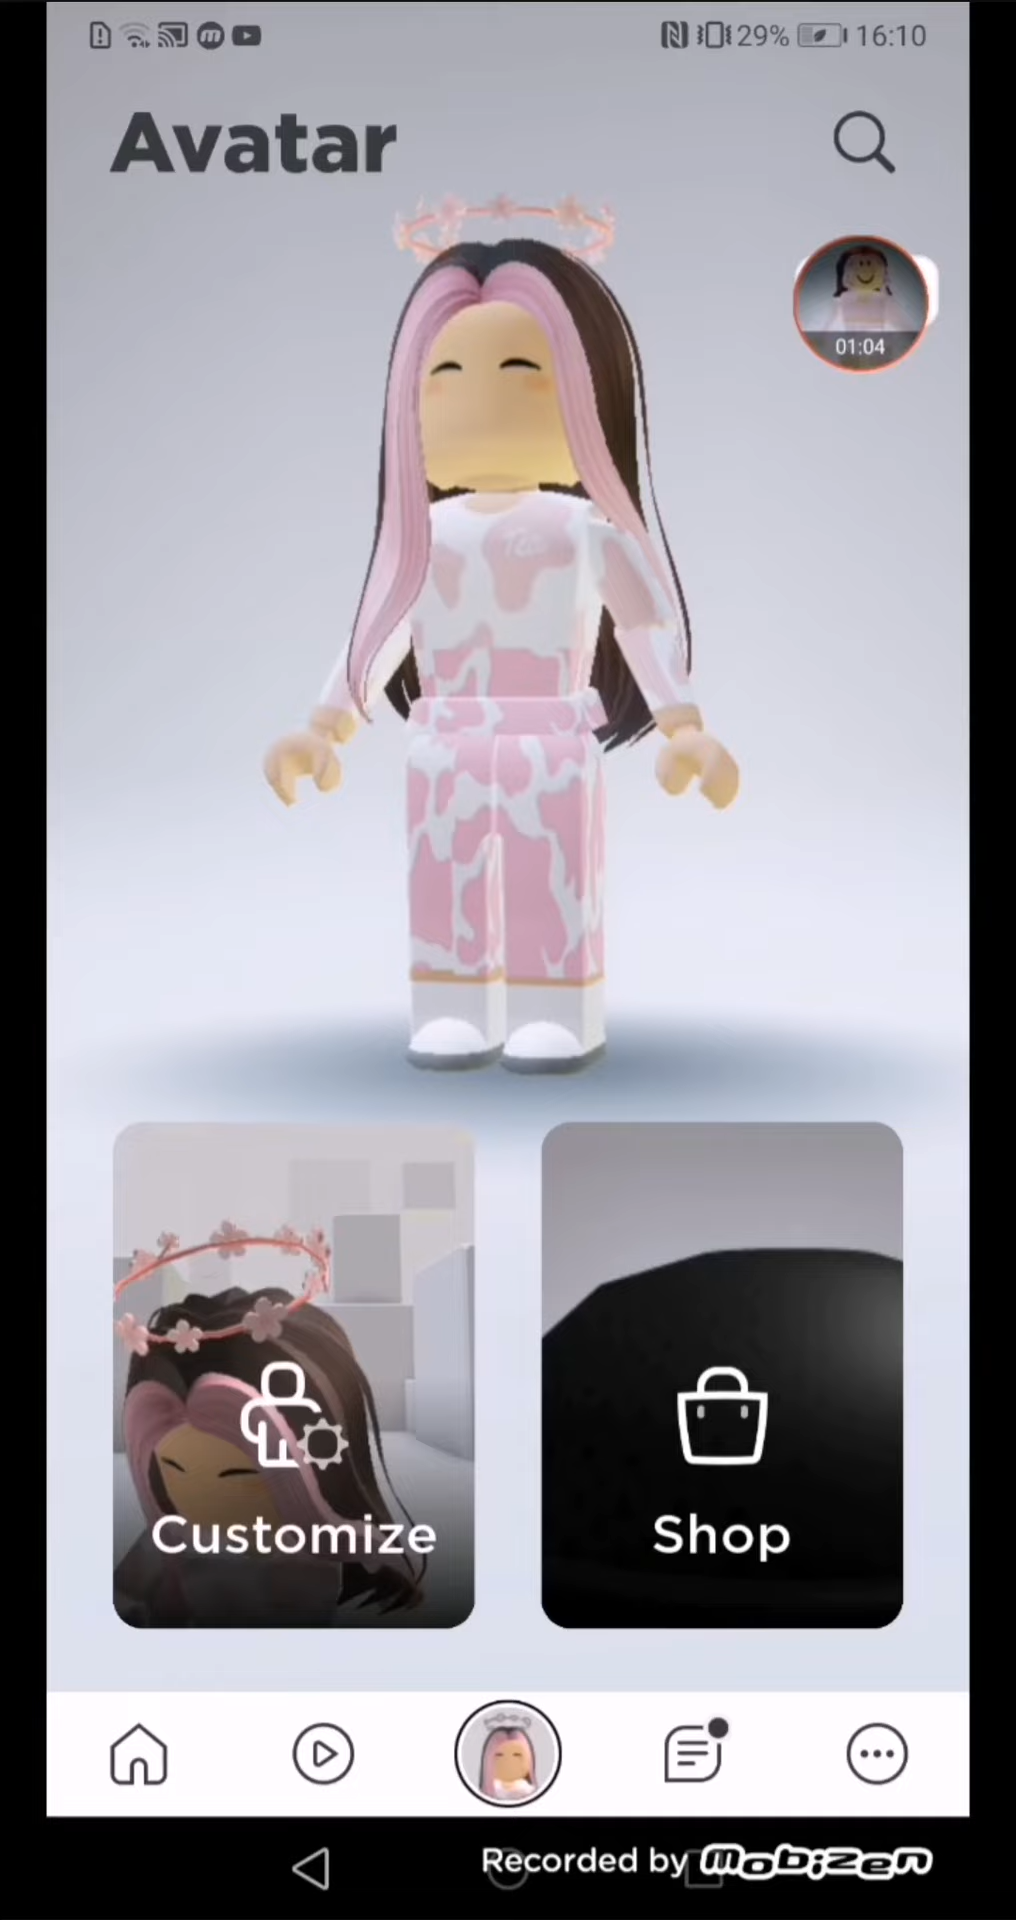 29% 16:10
Avatar
01:04
Customize
Shop
Recorded by Mobizen